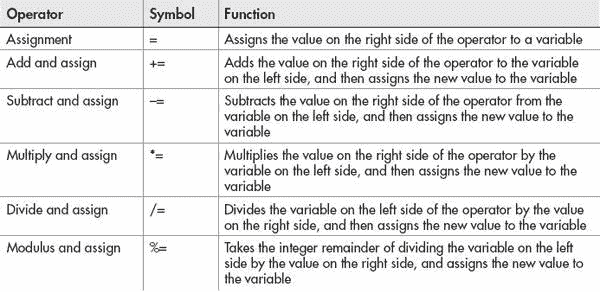 Operator Symbol Function
Assignment = Assigns the value on the right side of the operator to a variable
Add and assign += Adds the value on the right side of the operator to the variable
on the left side, and then assigns the new value to the variable
Subtract and assign –= Subtracts the value on the right side of the operator from the
variable on the left side, and then assigns the new value to the
variable
Multiply and assign *= Multiplies the value on the right side of the operator by the
variable on the left side, and then assigns the new value to the
variable
Divide and assign /= Divides the variable on the left side of the operator by the value
on the right side, and then assigns the new value to the variable
Modulus and assign %= Takes the integer remainder of dividing the variable on the left
side by the value on the right side, and assigns the new value to
the variable